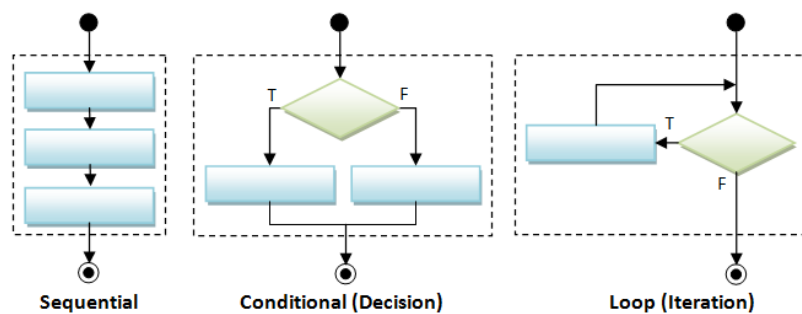 T
F
T
F
Sequential
Conditional (Decision)
Loop (Iteration)